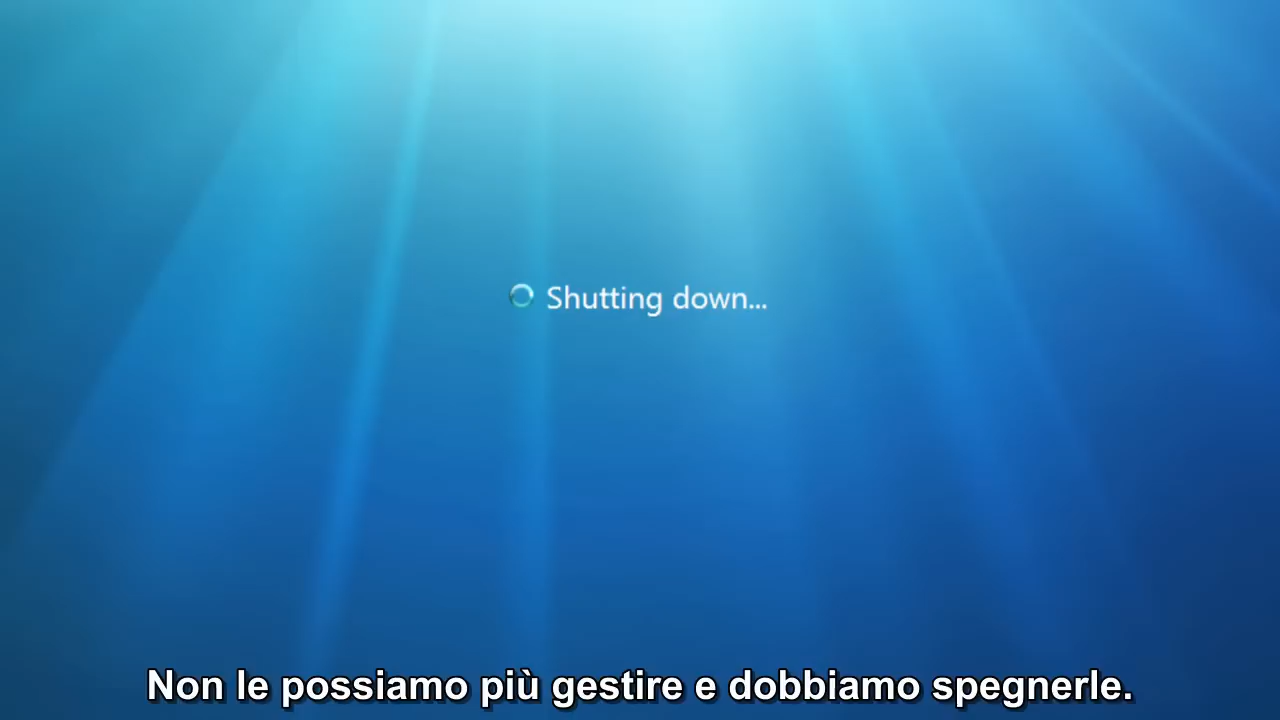 Shutting down...
Non le possiamo più gestire e dobbiamo spegnerle.